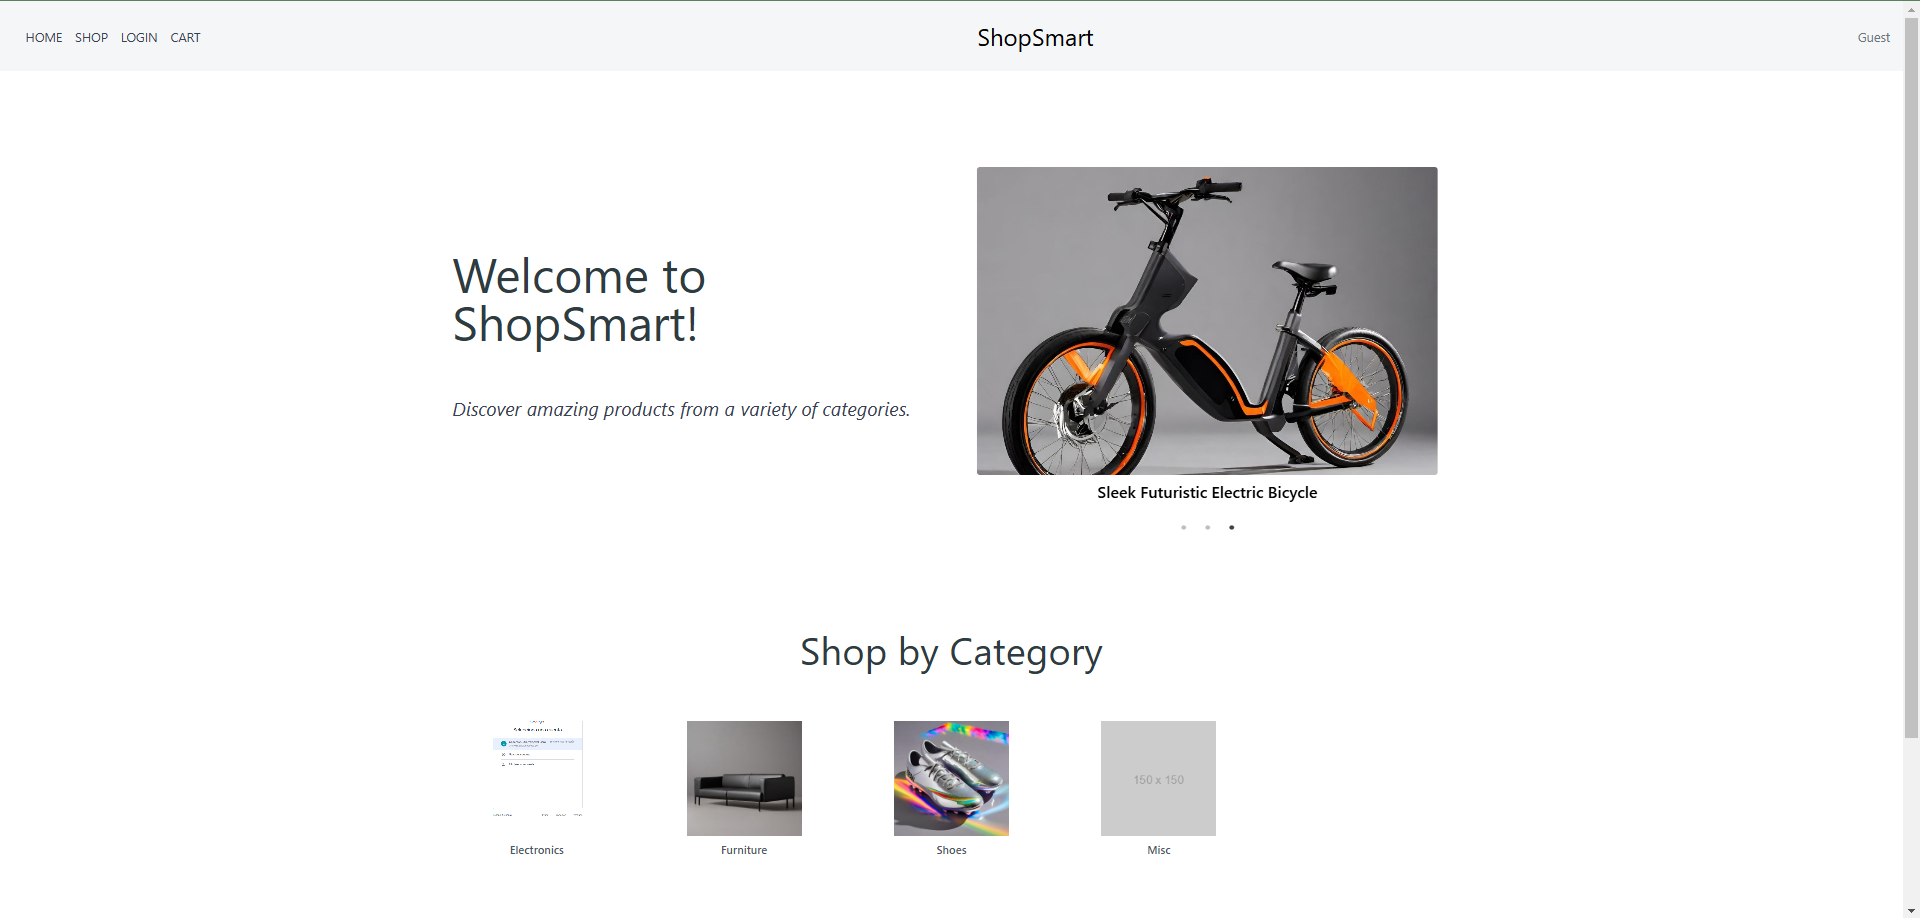 HOME SHOP LOGIN CART
ShopSmart
Guest
Welcome to
ShopSmart!
Discover amazing products from a variety of categories.
Sleek Futuristic Electric Bicycle
Shop by Category
150 x 150
Electronics
Furniture
Shoes
Misc